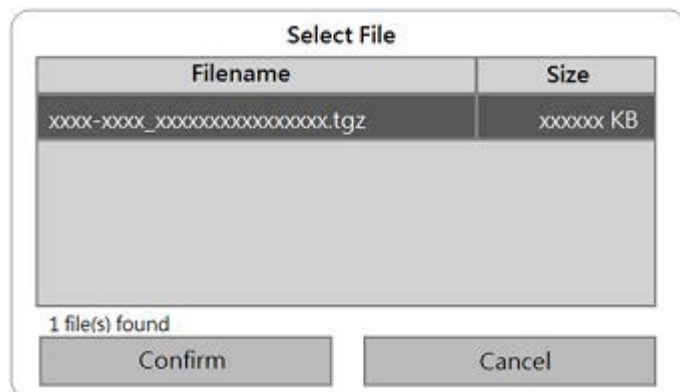 Select File
Filename Size
xxxx-xxxx_xxxxxxxxxxxxxxxx.tgz xxxxxx KB
1 file(s) found
Confirm Cancel